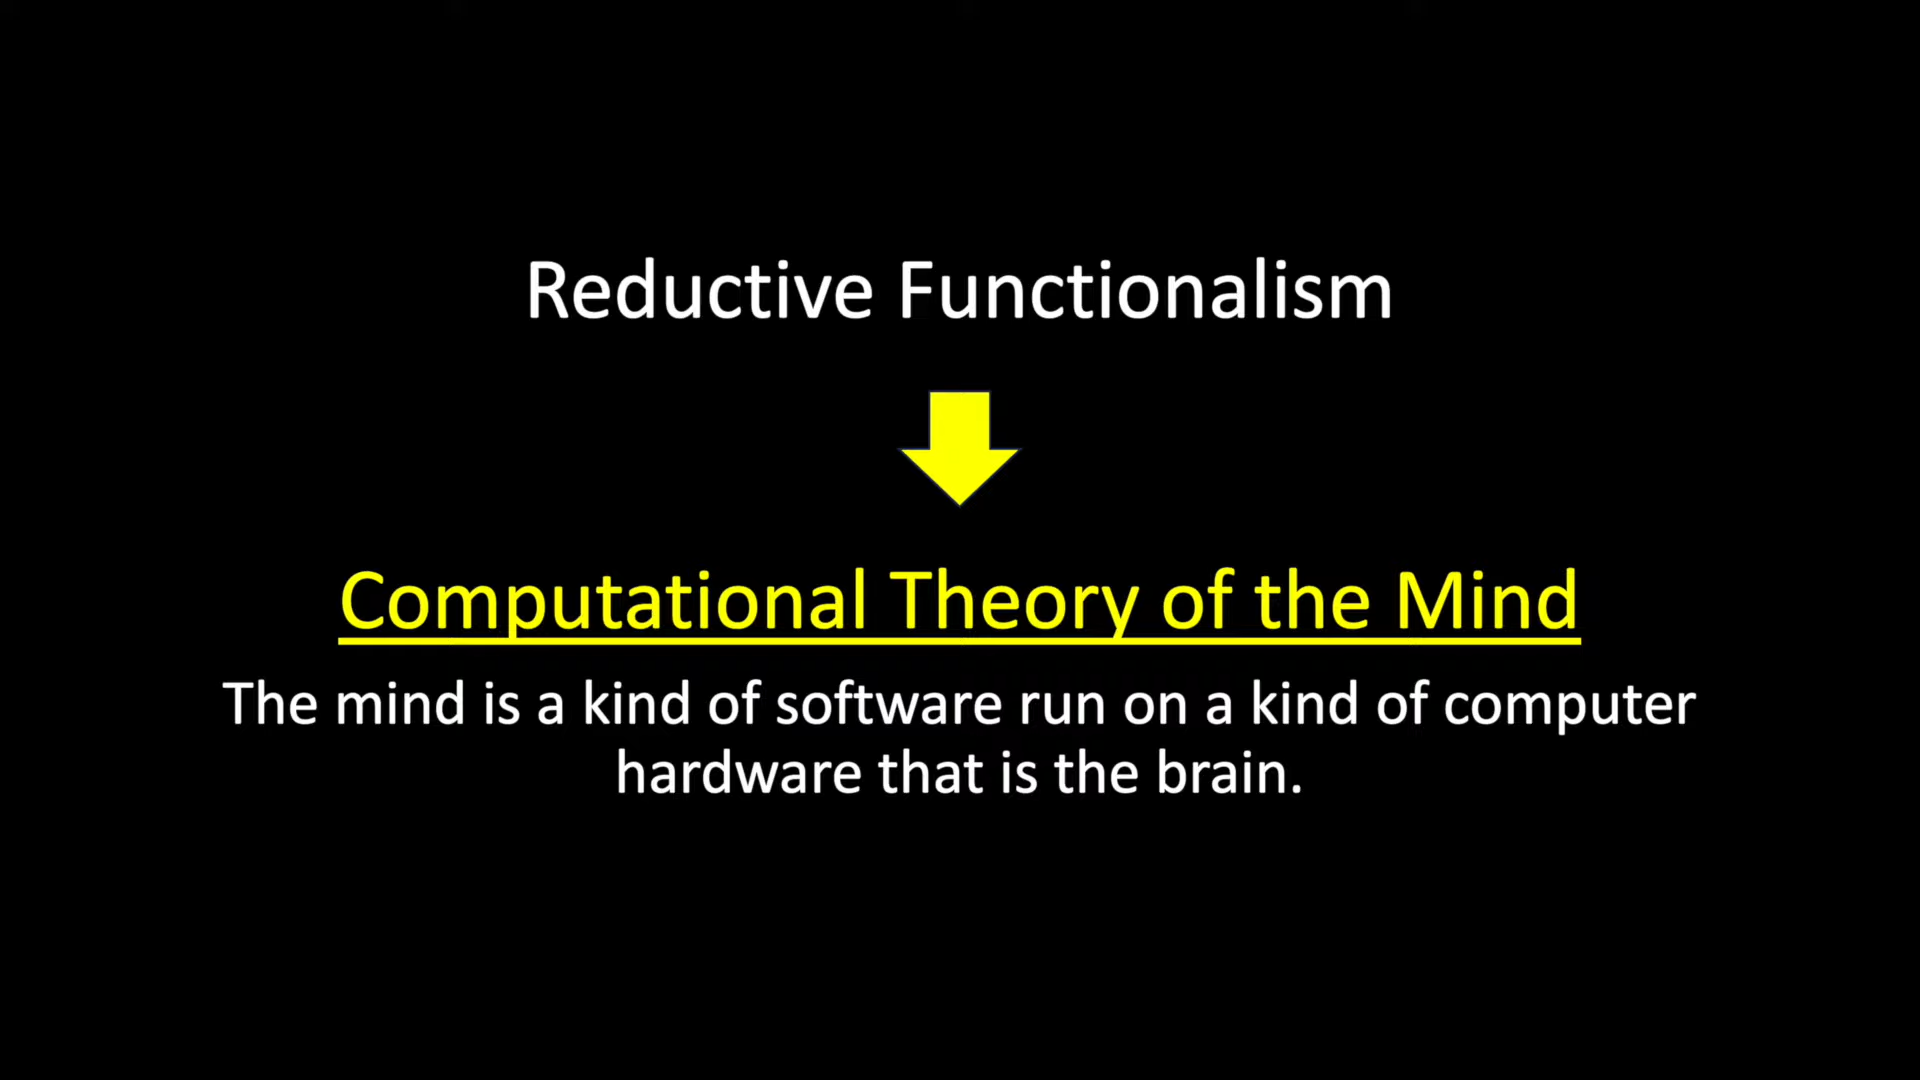 Reductive Functionalism
Computational Theory of the Mind
The mind is a kind of software run on a kind of computer
hardware that is the brain.